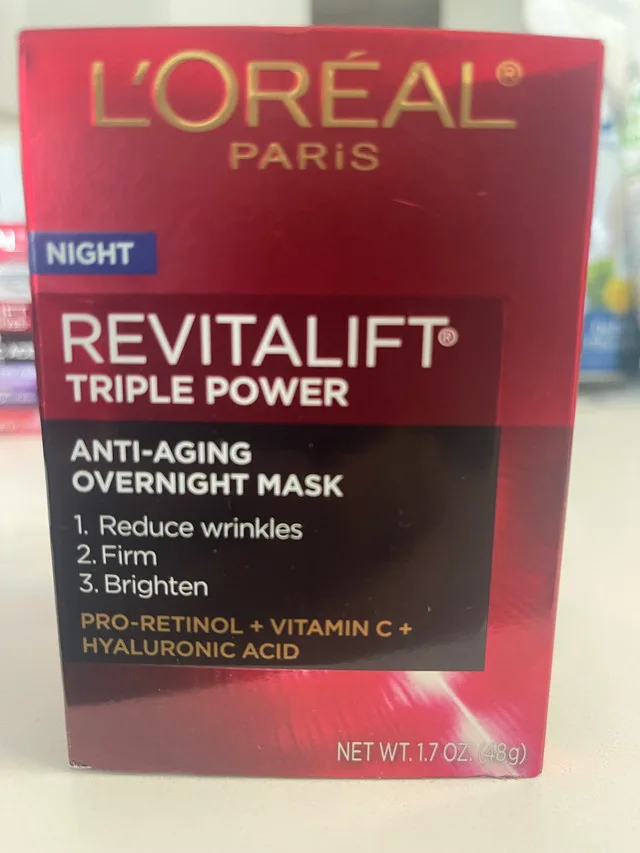 L'ORÉAL®
PARiS
NIGHT
REVITALIFT®
TRIPLE POWER
ANTI-AGING
OVERNIGHT MASK
1. Reduce wrinkles
2. Firm
3. Brighten
PRO-RETINOL + VITAMIN C +
HYALURONIC ACID
NET WT. 1.7 OZ. (48g)